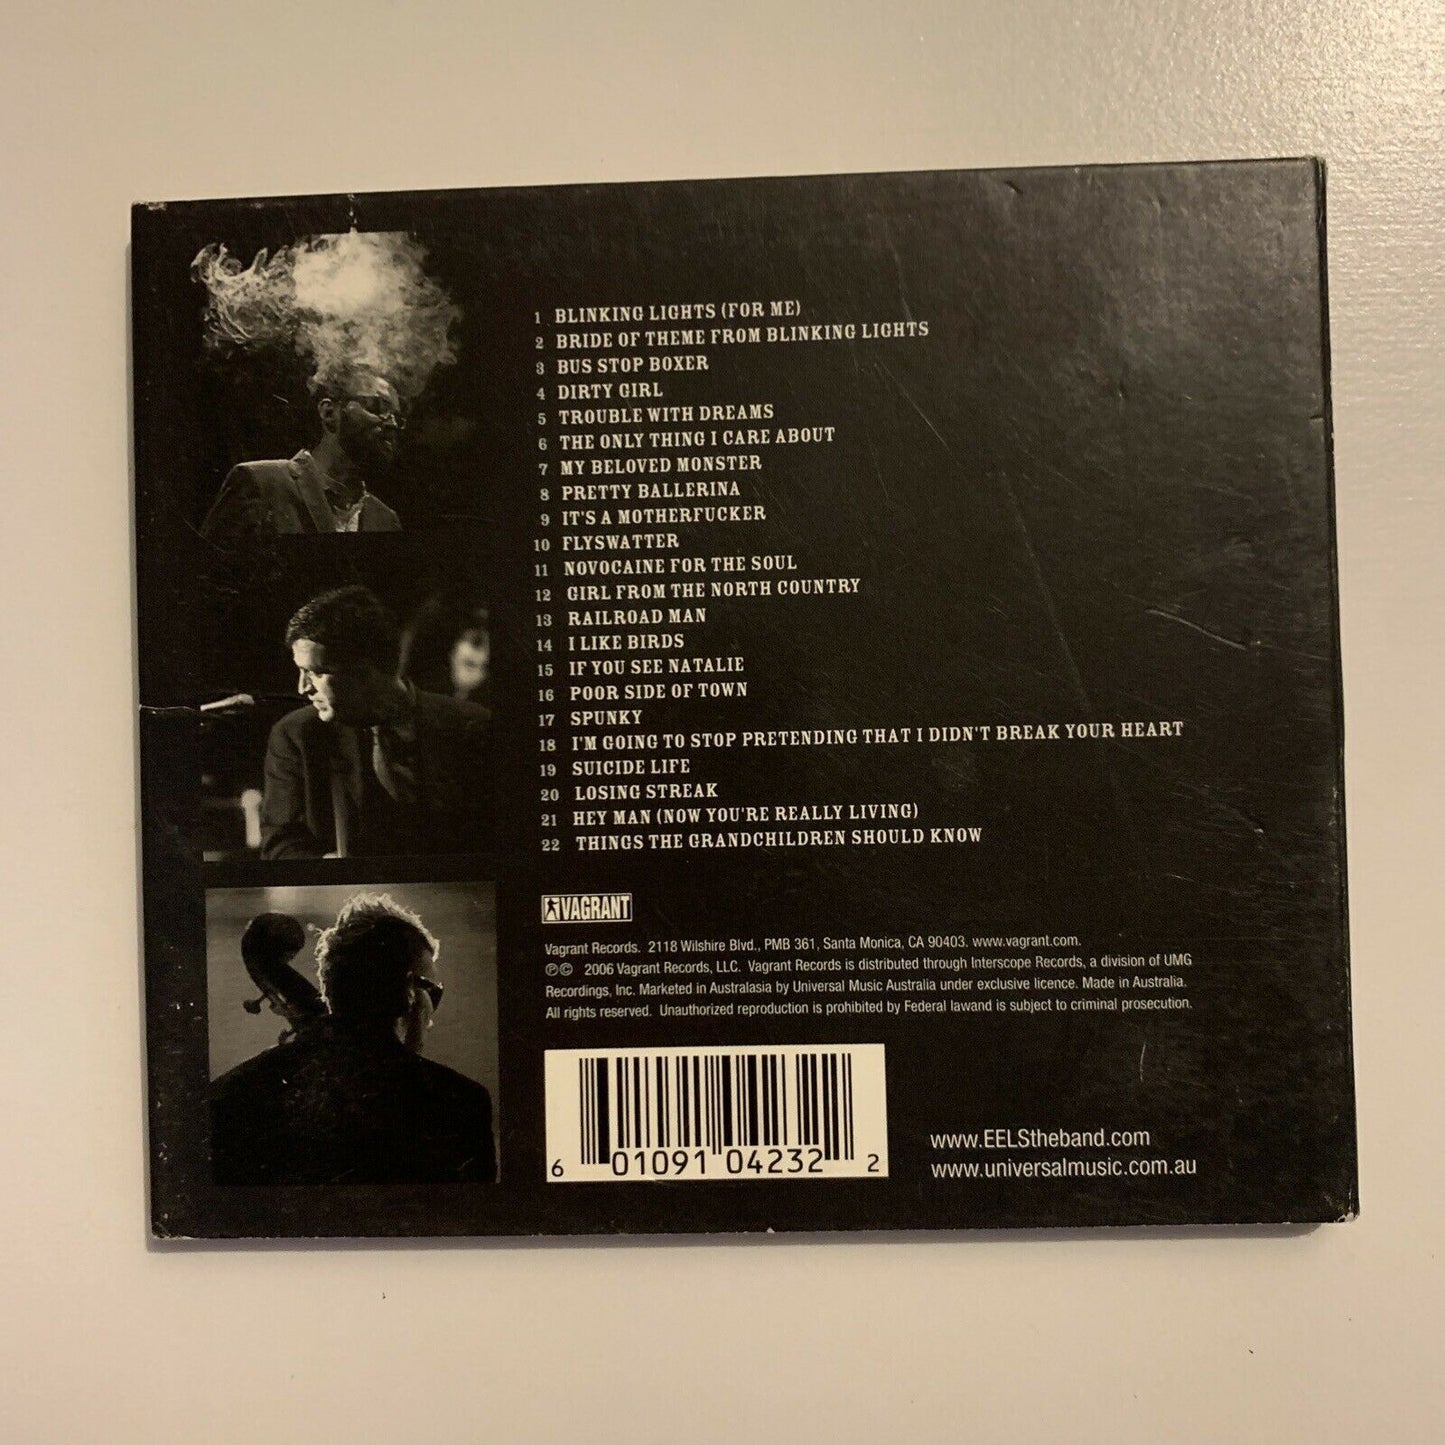 1 BLINKING LIGHTS (FOR ME)
2 BRIDE OF THEME FROM BLINKING LIGHTS
3 BUS STOP BOXER
4 DIRTY GIRL
5 TROUBLE WITH DREAMS
6 THE ONLY THING I CARE ABOUT
7 MY BELOVED MONSTER
8 PRETTY BALLERINA
9 IT'S A MOTHERFUCKER
10 FLYSWATTER
11 NOVOCAINE FOR THE SOUL
12 GIRL FROM THE NORTH COUNTRY
13 RAILROAD MAN
14 I LIKE BIRDS
15 IF YOU SEE NATALIE
16 POOR SIDE OF TOWN
17 SPUNKY
18 I'M GOING TO STOP PRETENDING THAT I DIDN'T BREAK YOUR HEART
19 SUICIDE LIFE
20 LOSING STREAK
21 HEY MAN (NOW YOU'RE REALLY LIVING)
22 THINGS THE GRANDCHILDREN SHOULD KNOW
VAGRANT
Vagrant Records. 2118 Wilshire Blvd., PMB 361, Santa Monica, CA 90403. www.vagrant.com.
℗© 2006 Vagrant Records, LLC. Vagrant Records is distributed through Interscope Records, a division of UMG
Recordings, Inc. Marketed in Australasia by Universal Music Australia under exclusive licence. Made in Australia.
All rights reserved. Unauthorized reproduction is prohibited by Federal lawand is subject to criminal prosecution.
6 01091 04232 2
www.EELStheband.com
www.universalmusic.com.au